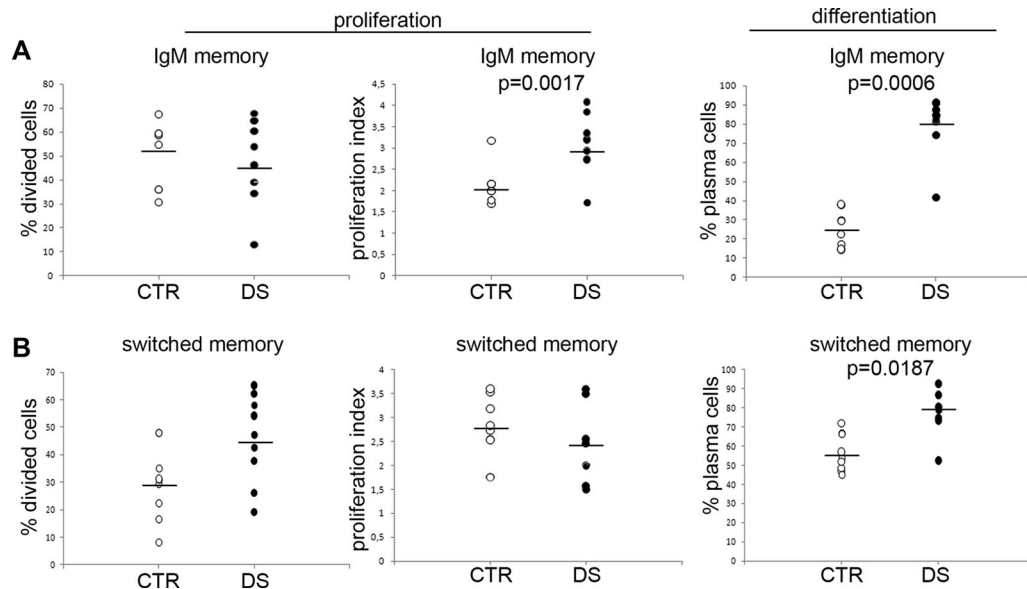 proliferation
differentiation
A
IgM memory
% divided cells
80
70
60
50
40
30
20
10
0
CTR DS
IgM memory
p=0.0017
proliferation index
4,5
4
3,5
3
2,5
2
1,5
1
0,5
0
CTR DS
IgM memory
p=0.0006
% plasma cells
100
90
80
70
60
50
40
30
20
10
0
CTR DS
B
switched memory
% divided cells
70
60
50
40
30
20
10
0
CTR DS
switched memory
proliferation index
4
3,5
3
2,5
2
1,5
1
0,5
0
CTR DS
switched memory
p=0.0187
% plasma cells
100
90
80
70
60
50
40
30
20
10
0
CTR DS